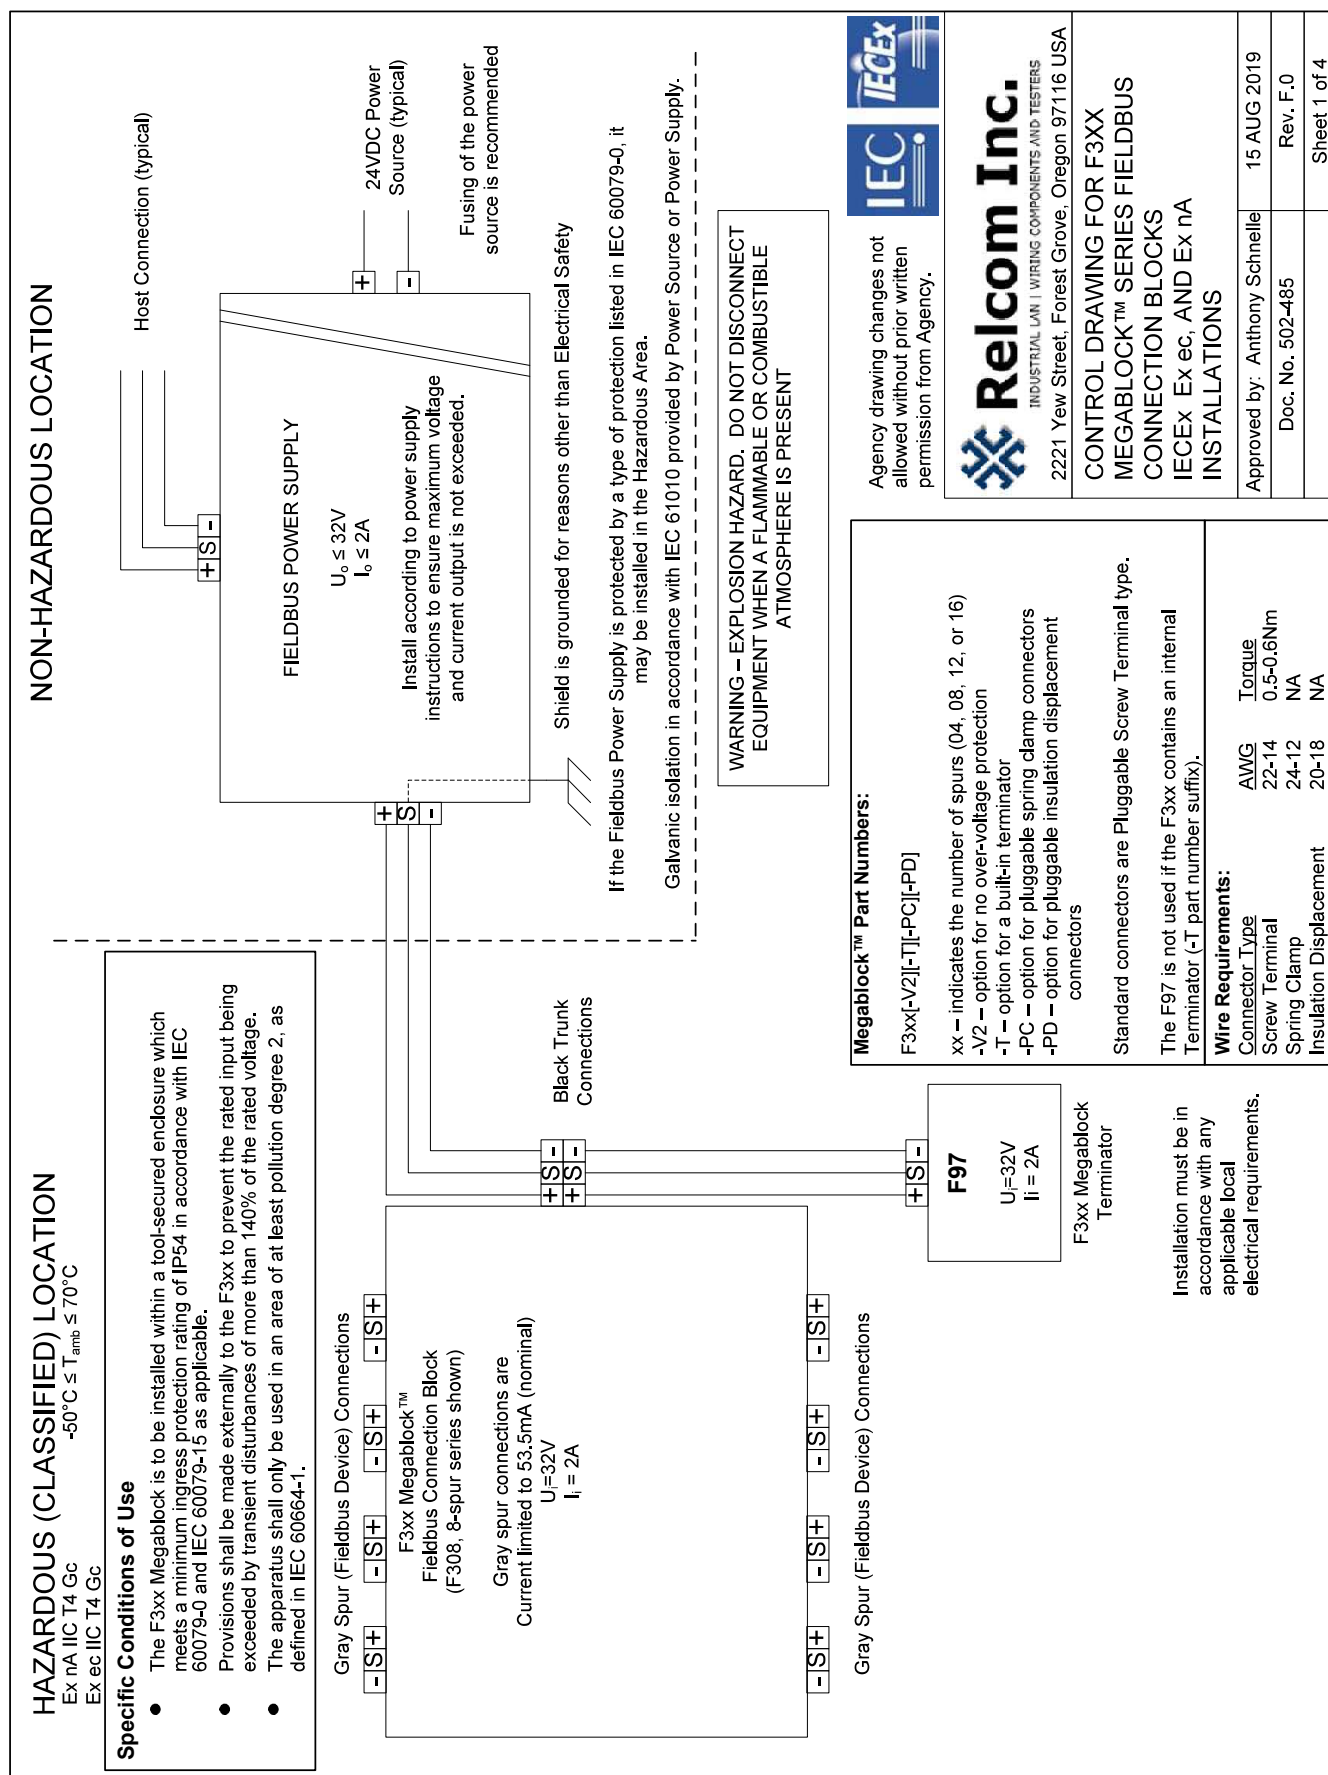 HAZARDOUS (CLASSIFIED) LOCATION
Ex nA IIC T4 Gc
-50°C ≤ Tamb ≤ 70°C
Ex ec IIC T4 Gc
Specific Conditions of Use
● The F3xx Megablock is to be installed within a tool-secured enclosure which
meets a minimum ingress protection rating of IP54 in accordance with IEC
60079-0 and IEC 60079-15 as applicable.
● Provisions shall be made externally to the F3xx to prevent the rated input being
exceeded by transient disturbances of more than 140% of the rated voltage.
● The apparatus shall only be used in an area of at least pollution degree 2, as
defined in IEC 60664-1.
Gray Spur (Fieldbus Device) Connections
- S + - S + - S + - S +
F3xx Megablock™
Fieldbus Connection Block
(F308, 8-spur series shown)
Gray spur connections are
Current limited to 53.5mA (nominal)
Ui=32V
Ii = 2A
- S + - S + - S + - S +
Gray Spur (Fieldbus Device) Connections
Black Trunk
Connections
+ S -
+ S -
+ S -
F97
Ui=32V
Ii = 2A
F3xx Megablock
Terminator
Installation must be in
accordance with any
applicable local
electrical requirements.
NON-HAZARDOUS LOCATION
Host Connection (typical)
+ S -
FIELDBUS POWER SUPPLY
Uo ≤ 32V
Io ≤ 2A
Install according to power supply
instructions to ensure maximum voltage
and current output is not exceeded.
+
-
24VDC Power
Source (typical)
Fusing of the power
source is recommended
+
S
-
Shield is grounded for reasons other than Electrical Safety
If the Fieldbus Power Supply is protected by a type of protection listed in IEC 60079-0, it
may be installed in the Hazardous Area.
Galvanic isolation in accordance with IEC 61010 provided by Power Source or Power Supply.
WARNING – EXPLOSION HAZARD. DO NOT DISCONNECT
EQUIPMENT WHEN A FLAMMABLE OR COMBUSTIBLE
ATMOSPHERE IS PRESENT
Megablock™ Part Numbers:
F3xx[-V2][-T][-PC][-PD]
xx – indicates the number of spurs (04, 08, 12, or 16)
-V2 – option for no over-voltage protection
-T – option for a built-in terminator
-PC – option for pluggable spring clamp connectors
-PD – option for pluggable insulation displacement
connectors
Standard connectors are Pluggable Screw Terminal type.
The F97 is not used if the F3xx contains an internal
Terminator (-T part number suffix).
Wire Requirements:
Connector Type AWG Torque
Screw Terminal 22-14 0.5-0.6Nm
Spring Clamp 24-12 NA
Insulation Displacement 20-18 NA
Agency drawing changes not
allowed without prior written
permission from Agency.
IEC
IECEx
Relcom Inc.
INDUSTRIAL LAN | WIRING COMPONENTS AND TESTERS
2221 Yew Street, Forest Grove, Oregon 97116 USA
CONTROL DRAWING FOR F3XX
MEGABLOCK™ SERIES FIELDBUS
CONNECTION BLOCKS
IECEx Ex ec, AND Ex nA
INSTALLATIONS
Approved by: Anthony Schnelle 15 AUG 2019
Doc. No. 502-485 Rev. F.0
Sheet 1 of 4